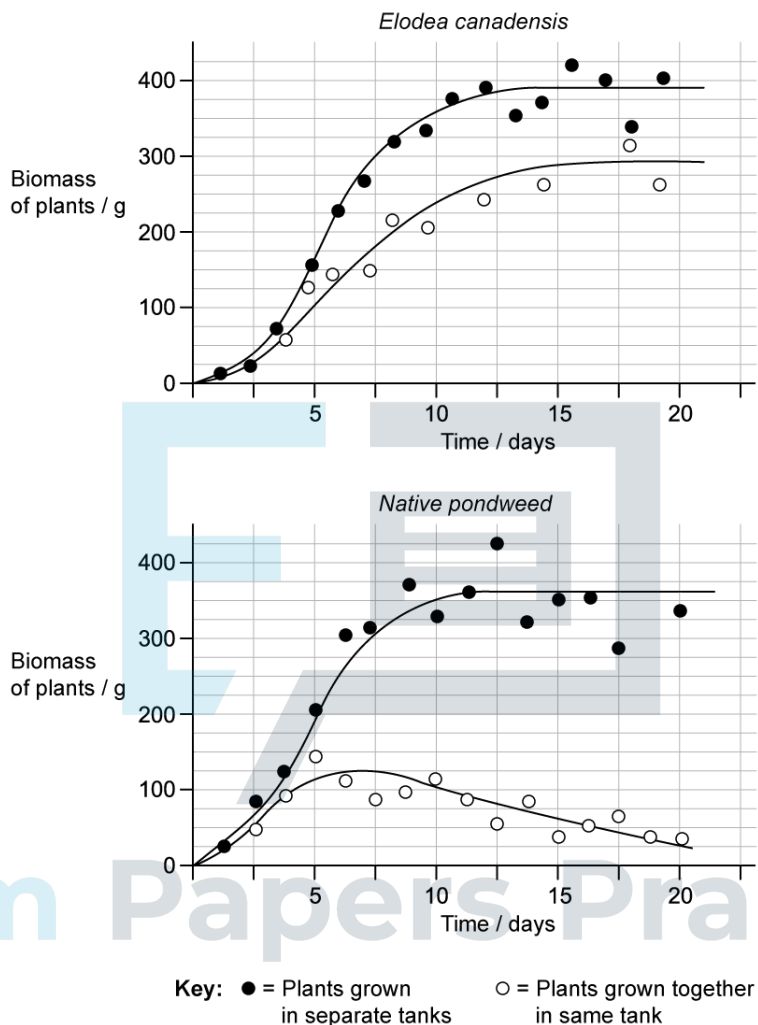 Elodea canadensis
400
300
Biomass
of plants / g
200
100
0
5 10 15 20
Time / days
Native pondweed
400
300
Biomass
of plants / g
200
100
0
5 10 15 20
Time / days
m Papers Pra
Key: = Plants grown in separate tanks = Plants grown together in same tank